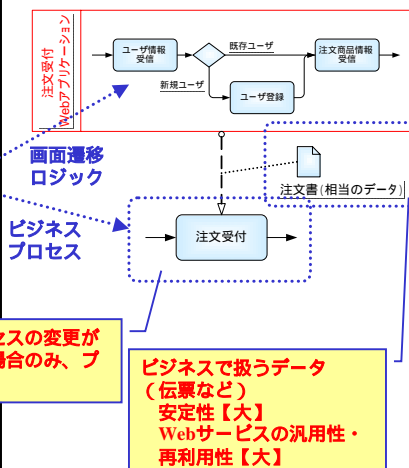 注文受付
Webアプリケーション
ユーザ情報
受信
既存ユーザ
注文商品情報
受信
新規ユーザ
ユーザ登録
画面遷移
ロジック
注文書(相当のデータ)
ビジネス
プロセス
注文受付
セスの変更が
場合のみ、プ
ビジネスで扱うデータ
（伝票など）
安定性【大】
Webサービスの汎用性・
再利用性【大】